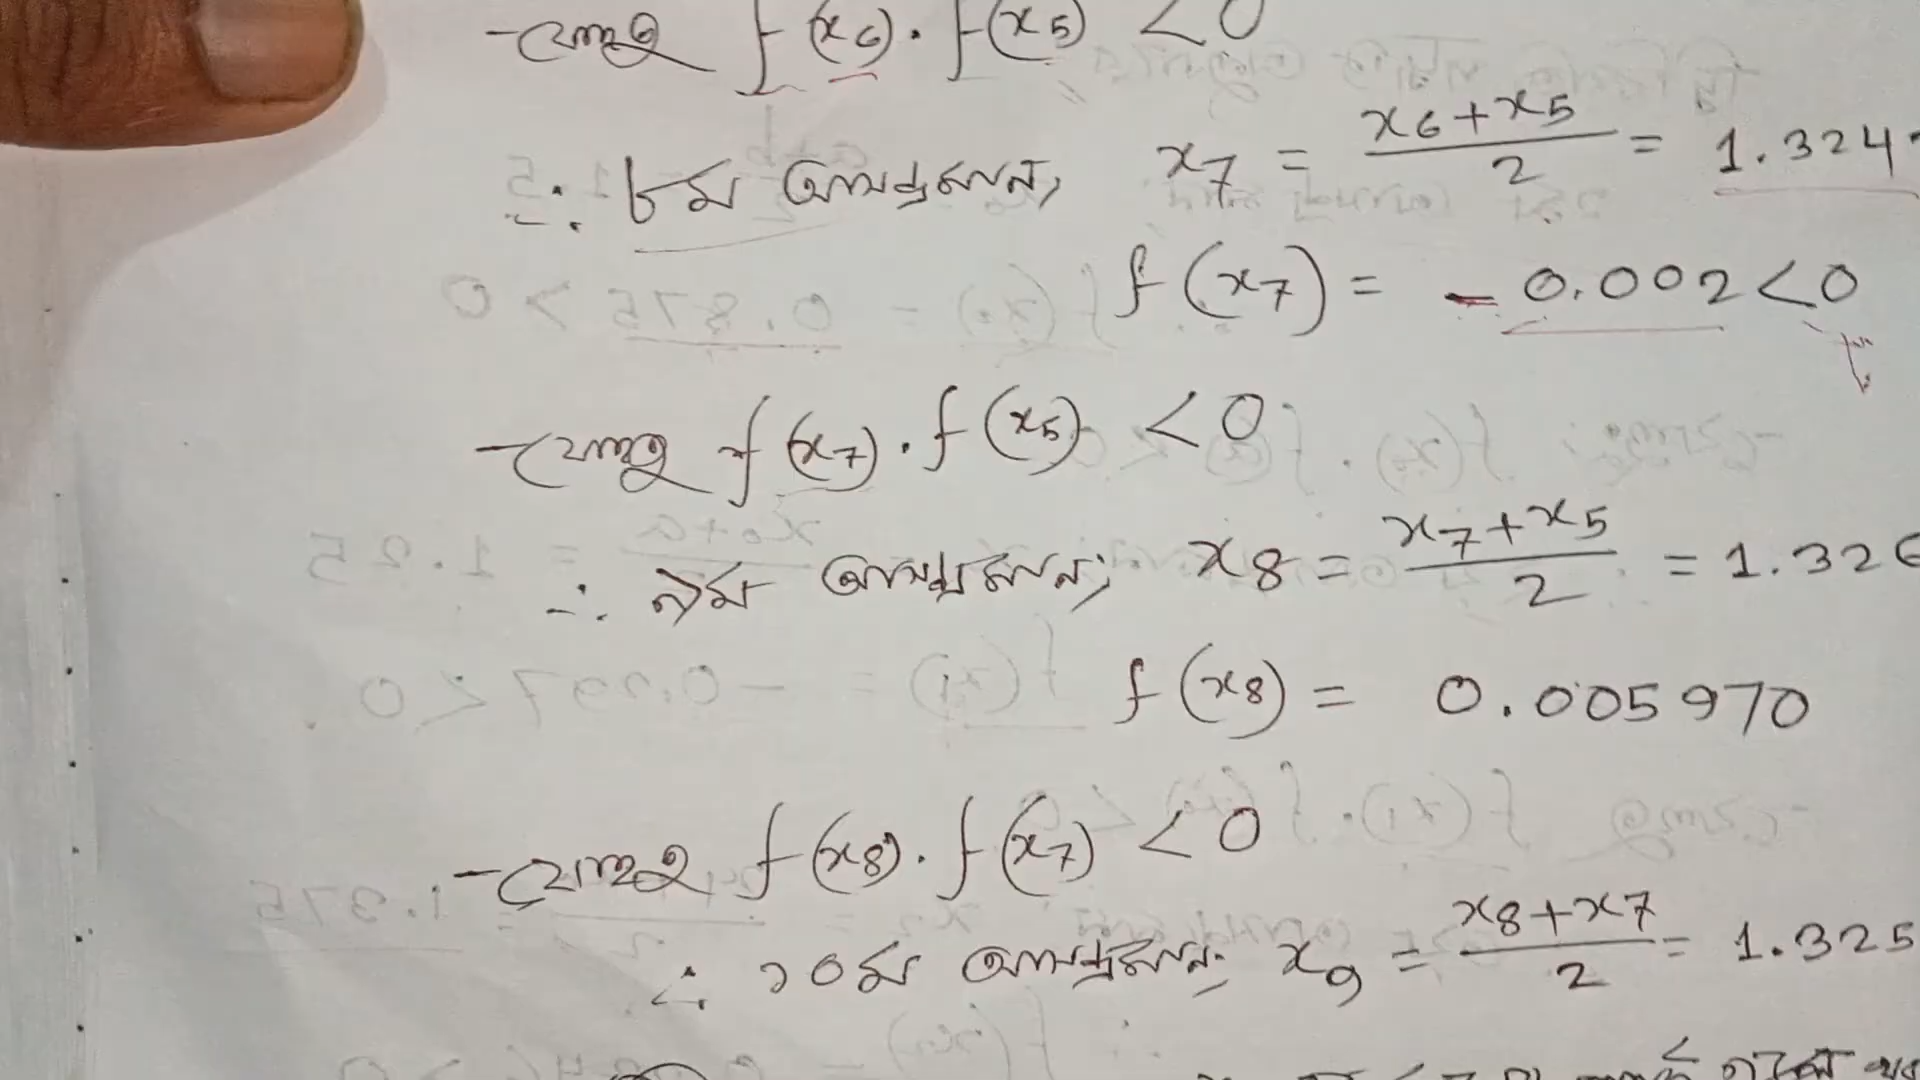 যেহেতু f(x6). f(x5) < 0
∴ ৮ম আসন্নমান, x7 = (x6+x5)/2 = 1.324
f(x7) = - 0.002 < 0
যেহেতু f(x7). f(x5) < 0
∴ ৯ম আসন্নমান, x8 = (x7+x5)/2 = 1.326
f(x8) = 0.005970
যেহেতু f(x8). f(x7) < 0
∴ ১০ম আসন্নমান, x9 = (x8+x7)/2 = 1.325